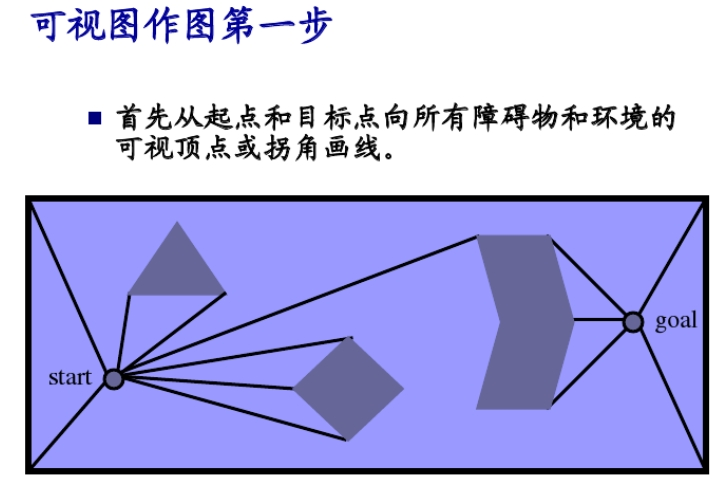 可视图作图第一步
■ 首先从起点和目标点向所有障碍物和环境的
可视顶点或拐角画线。
goal
start